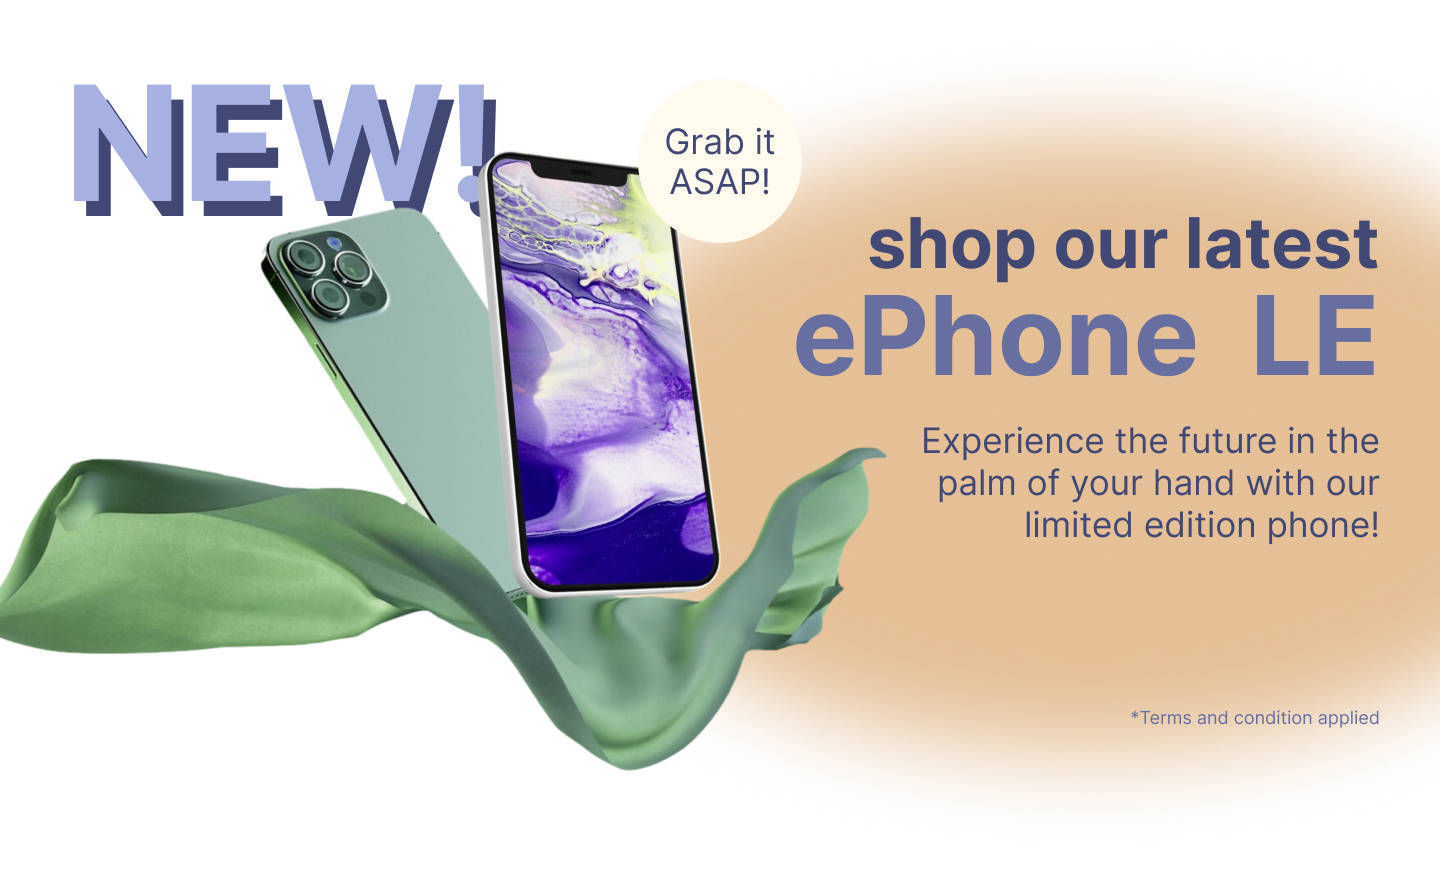 NEW!
Grab it
ASAP!
shop our latest
ePhone LE
Experience the future in the
palm of your hand with our
limited edition phone!
*Terms and condition applied